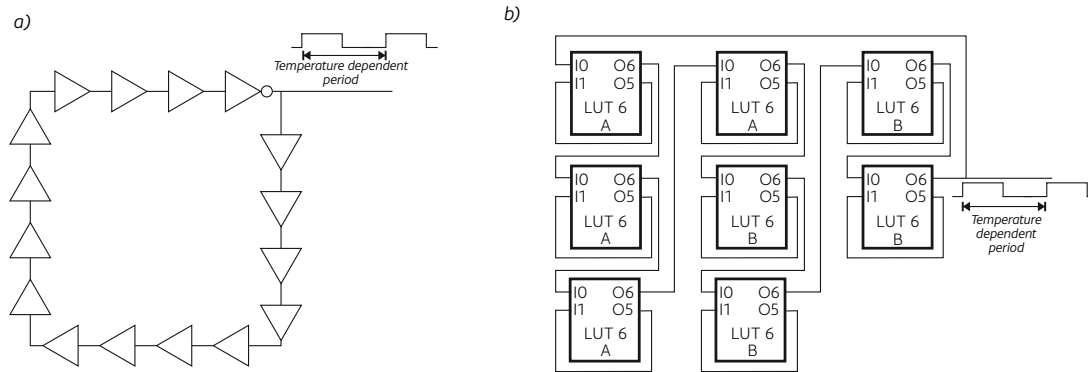 a)
Temperature dependent
period
b)
I0 O6
I1 O5
LUT 6
A
I0 O6
I1 O5
LUT 6
A
I0 O6
I1 O5
LUT 6
B
I0 O6
I1 O5
LUT 6
A
I0 O6
I1 O5
LUT 6
B
I0 O6
I1 O5
LUT 6
B
Temperature
dependent
period
I0 O6
I1 O5
LUT 6
A
I0 O6
I1 O5
LUT 6
B